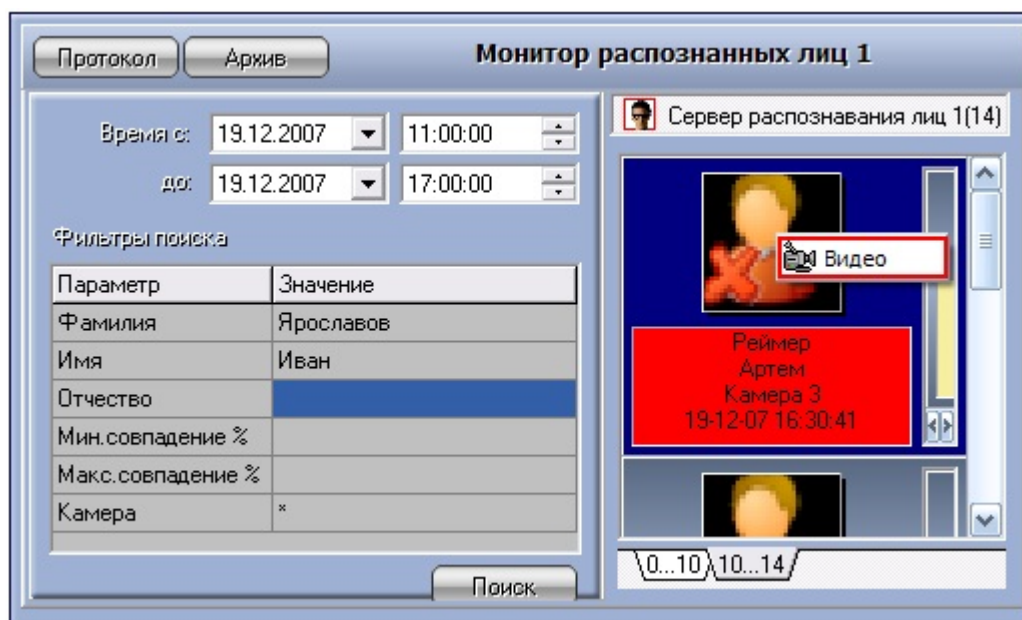 Протокол Архив Монитор распознанных лиц 1
Время с: 19.12.2007 11:00:00
до: 19.12.2007 17:00:00
Фильтры поиска
Параметр Значение
Фамилия Ярославов
Имя Иван
Отчество
Мин.совпадение %
Макс.совпадение %
Камера *
Поиск
Сервер распознавания лиц 1(14)
Видео
Реймер
Артем
Камера 3
19-12-07 16:30:41
0...10 10...14